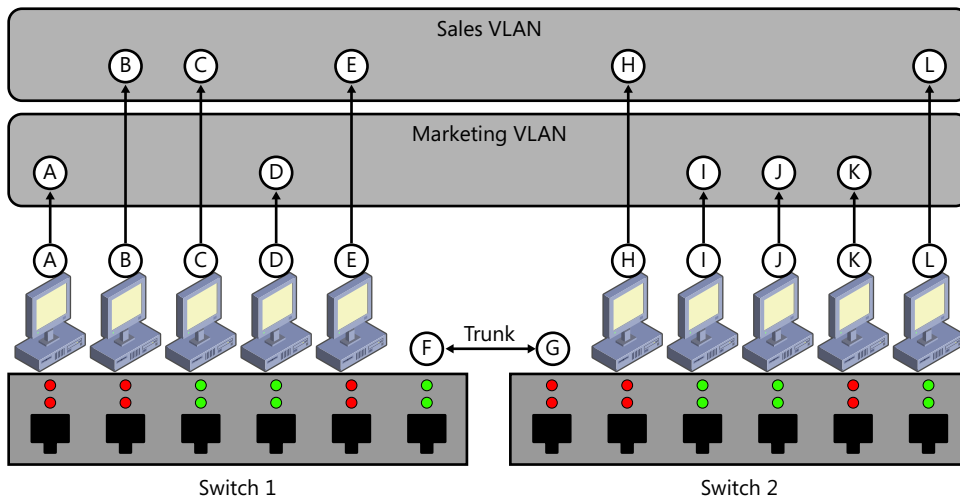 Sales VLAN
B C E H L
Marketing VLAN
A D I J K
A B C D E H I J K L
F Trunk G
Switch 1 Switch 2